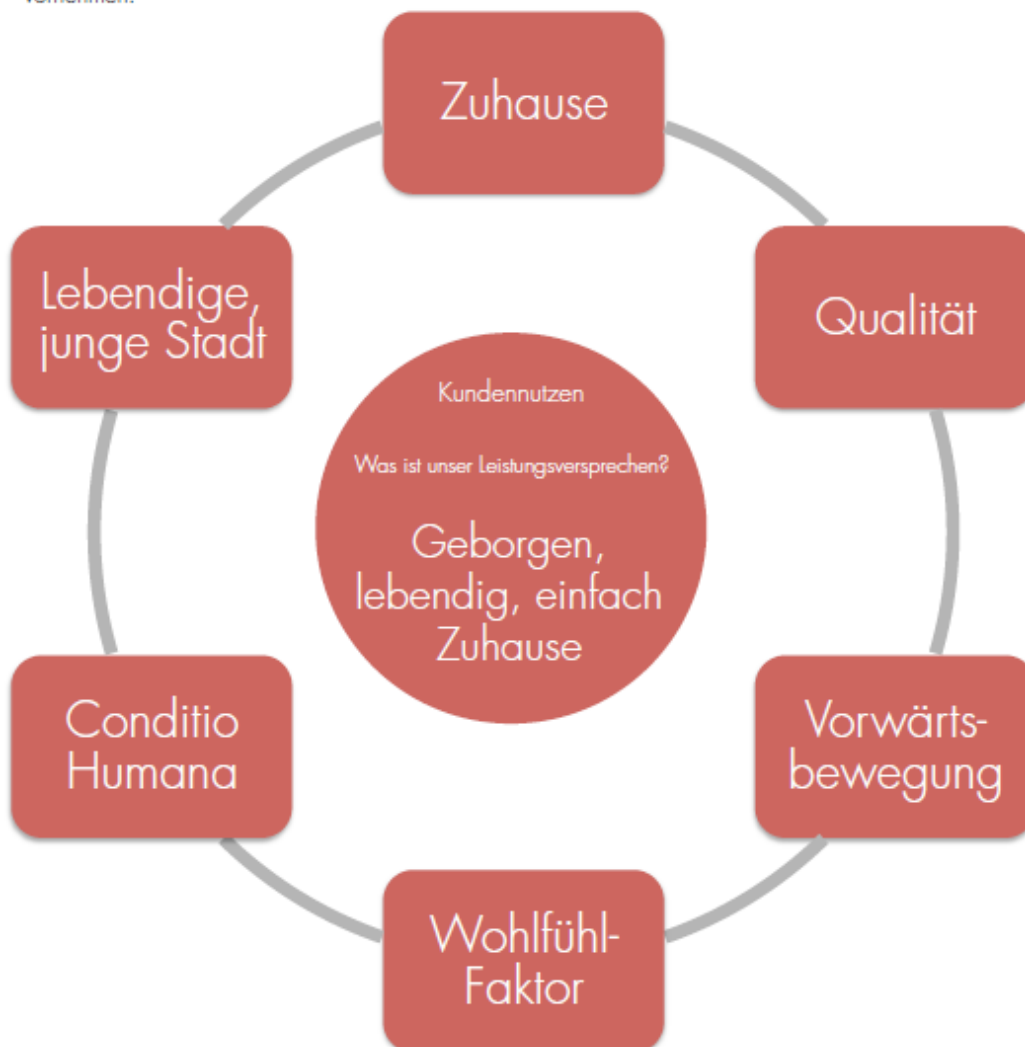 Zuhause
Qualität
Lebendige,
junge Stadt
Kundennutzen
Was ist unser Leistungsversprechen?
Geborgen,
lebendig, einfach
Zuhause
Vorwärts-
bewegung
Conditio
Humana
Wohlfühl-
Faktor